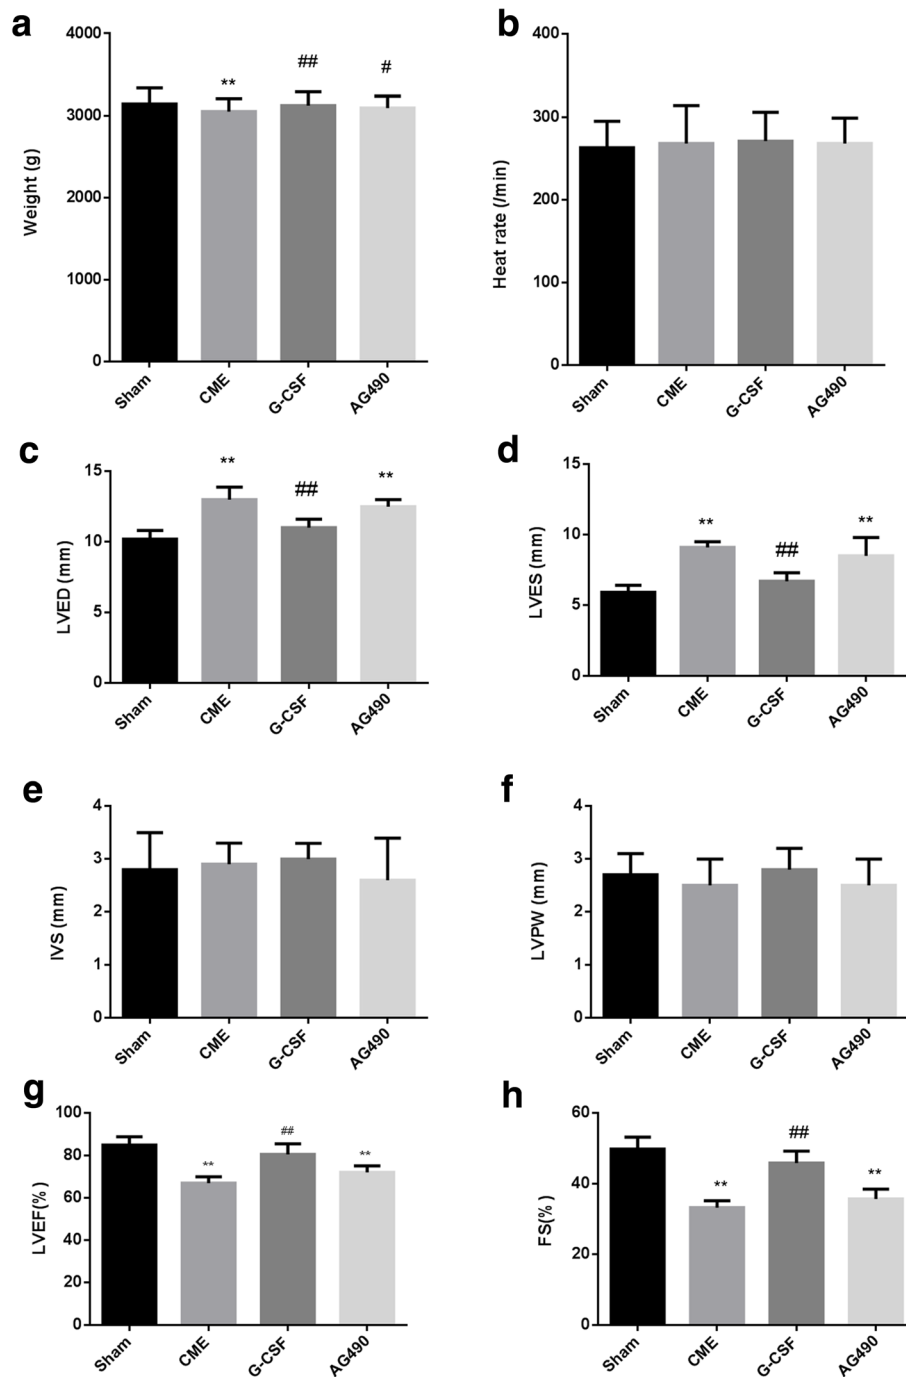 a
Weight (g)
4000
3000
2000
1000
0
**
##
#
Sham
CME
G-CSF
AG490
b
Heat rate (/min)
400
300
200
100
0
Sham
CME
G-CSF
AG490
c
LVED (mm)
15
10
5
0
**
##
**
Sham
CME
G-CSF
AG490
d
LVES (mm)
15
10
5
0
**
##
**
Sham
CME
G-CSF
AG490
e
IVS (mm)
4
3
2
1
0
Sham
CME
G-CSF
AG490
f
LVPW (mm)
4
3
2
1
0
Sham
CME
G-CSF
AG490
g
LVEF(%)
100
80
60
40
20
0
**
##
**
Sham
CME
G-CSF
AG490
h
FS(%)
60
40
20
0
**
##
**
Sham
CME
G-CSF
AG490